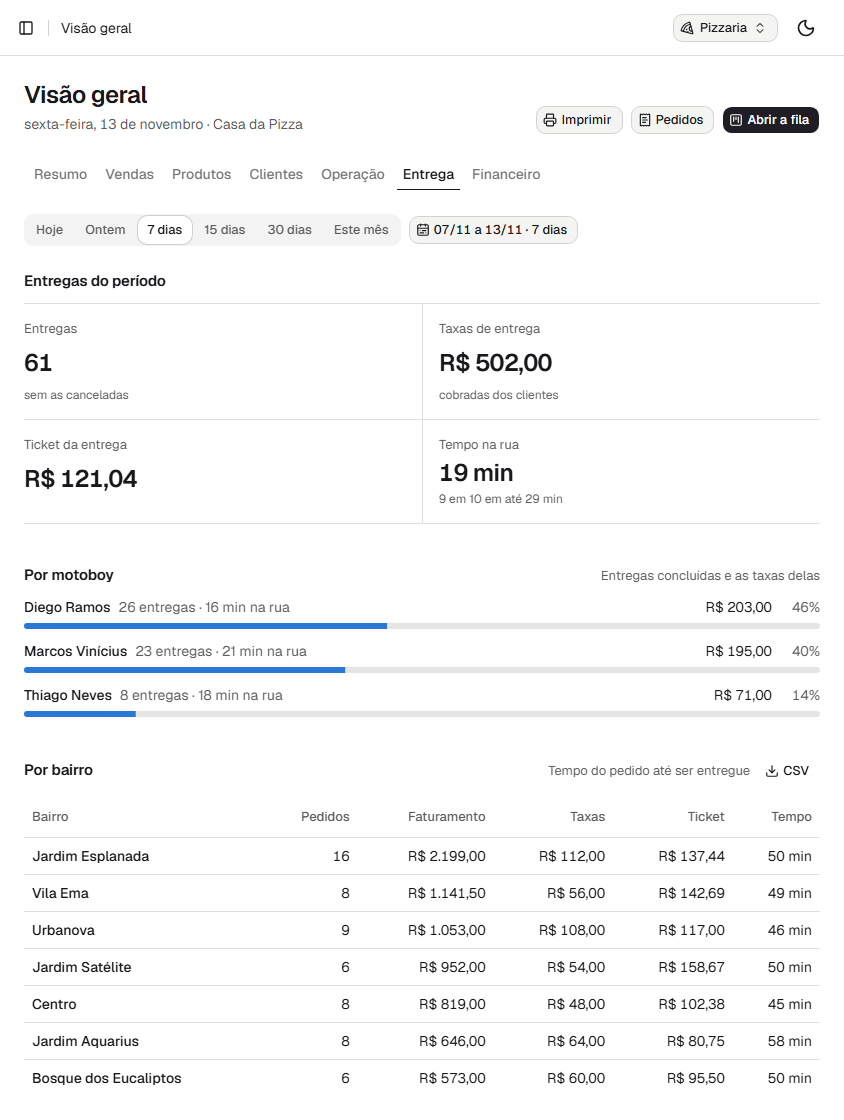 Visão geral
Pizzaria
Visão geral
sexta-feira, 13 de novembro · Casa da Pizza
Imprimir
Pedidos
Abrir a fila
Resumo Vendas Produtos Clientes Operação Entrega Financeiro
Hoje Ontem 7 dias 15 dias 30 dias Este mês 07/11 a 13/11 · 7 dias
Entregas do período
Entregas
61
sem as canceladas
Taxas de entrega
R$ 502,00
cobradas dos clientes
Ticket da entrega
R$ 121,04
Tempo na rua
19 min
9 em 10 em até 29 min
Por motoboy Entregas concluídas e as taxas delas
Diego Ramos 26 entregas · 16 min na rua R$ 203,00 46%
Marcos Vinícius 23 entregas · 21 min na rua R$ 195,00 40%
Thiago Neves 8 entregas · 18 min na rua R$ 71,00 14%
Por bairro Tempo do pedido até ser entregue CSV
Bairro Pedidos Faturamento Taxas Ticket Tempo
Jardim Esplanada 16 R$ 2.199,00 R$ 112,00 R$ 137,44 50 min
Vila Ema 8 R$ 1.141,50 R$ 56,00 R$ 142,69 49 min
Urbanova 9 R$ 1.053,00 R$ 108,00 R$ 117,00 46 min
Jardim Satélite 6 R$ 952,00 R$ 54,00 R$ 158,67 50 min
Centro 8 R$ 819,00 R$ 48,00 R$ 102,38 45 min
Jardim Aquarius 8 R$ 646,00 R$ 64,00 R$ 80,75 58 min
Bosque dos Eucaliptos 6 R$ 573,00 R$ 60,00 R$ 95,50 50 min